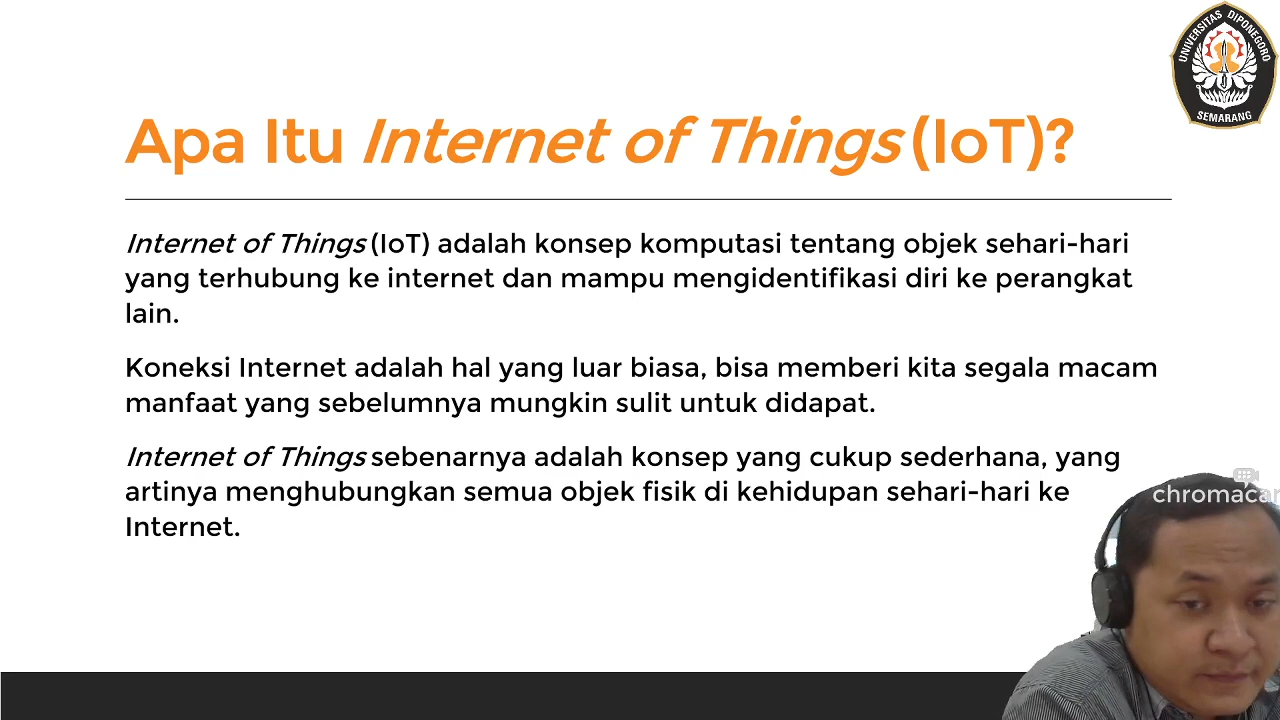 UNIVERSITAS DIPONEGORO
SEMARANG
Apa Itu Internet of Things (IoT)?
Internet of Things (IoT) adalah konsep komputasi tentang objek sehari-hari
yang terhubung ke internet dan mampu mengidentifikasi diri ke perangkat
lain.
Koneksi Internet adalah hal yang luar biasa, bisa memberi kita segala macam
manfaat yang sebelumnya mungkin sulit untuk didapat.
Internet of Things sebenarnya adalah konsep yang cukup sederhana, yang
artinya menghubungkan semua objek fisik di kehidupan sehari-hari ke
Internet.
chromacam